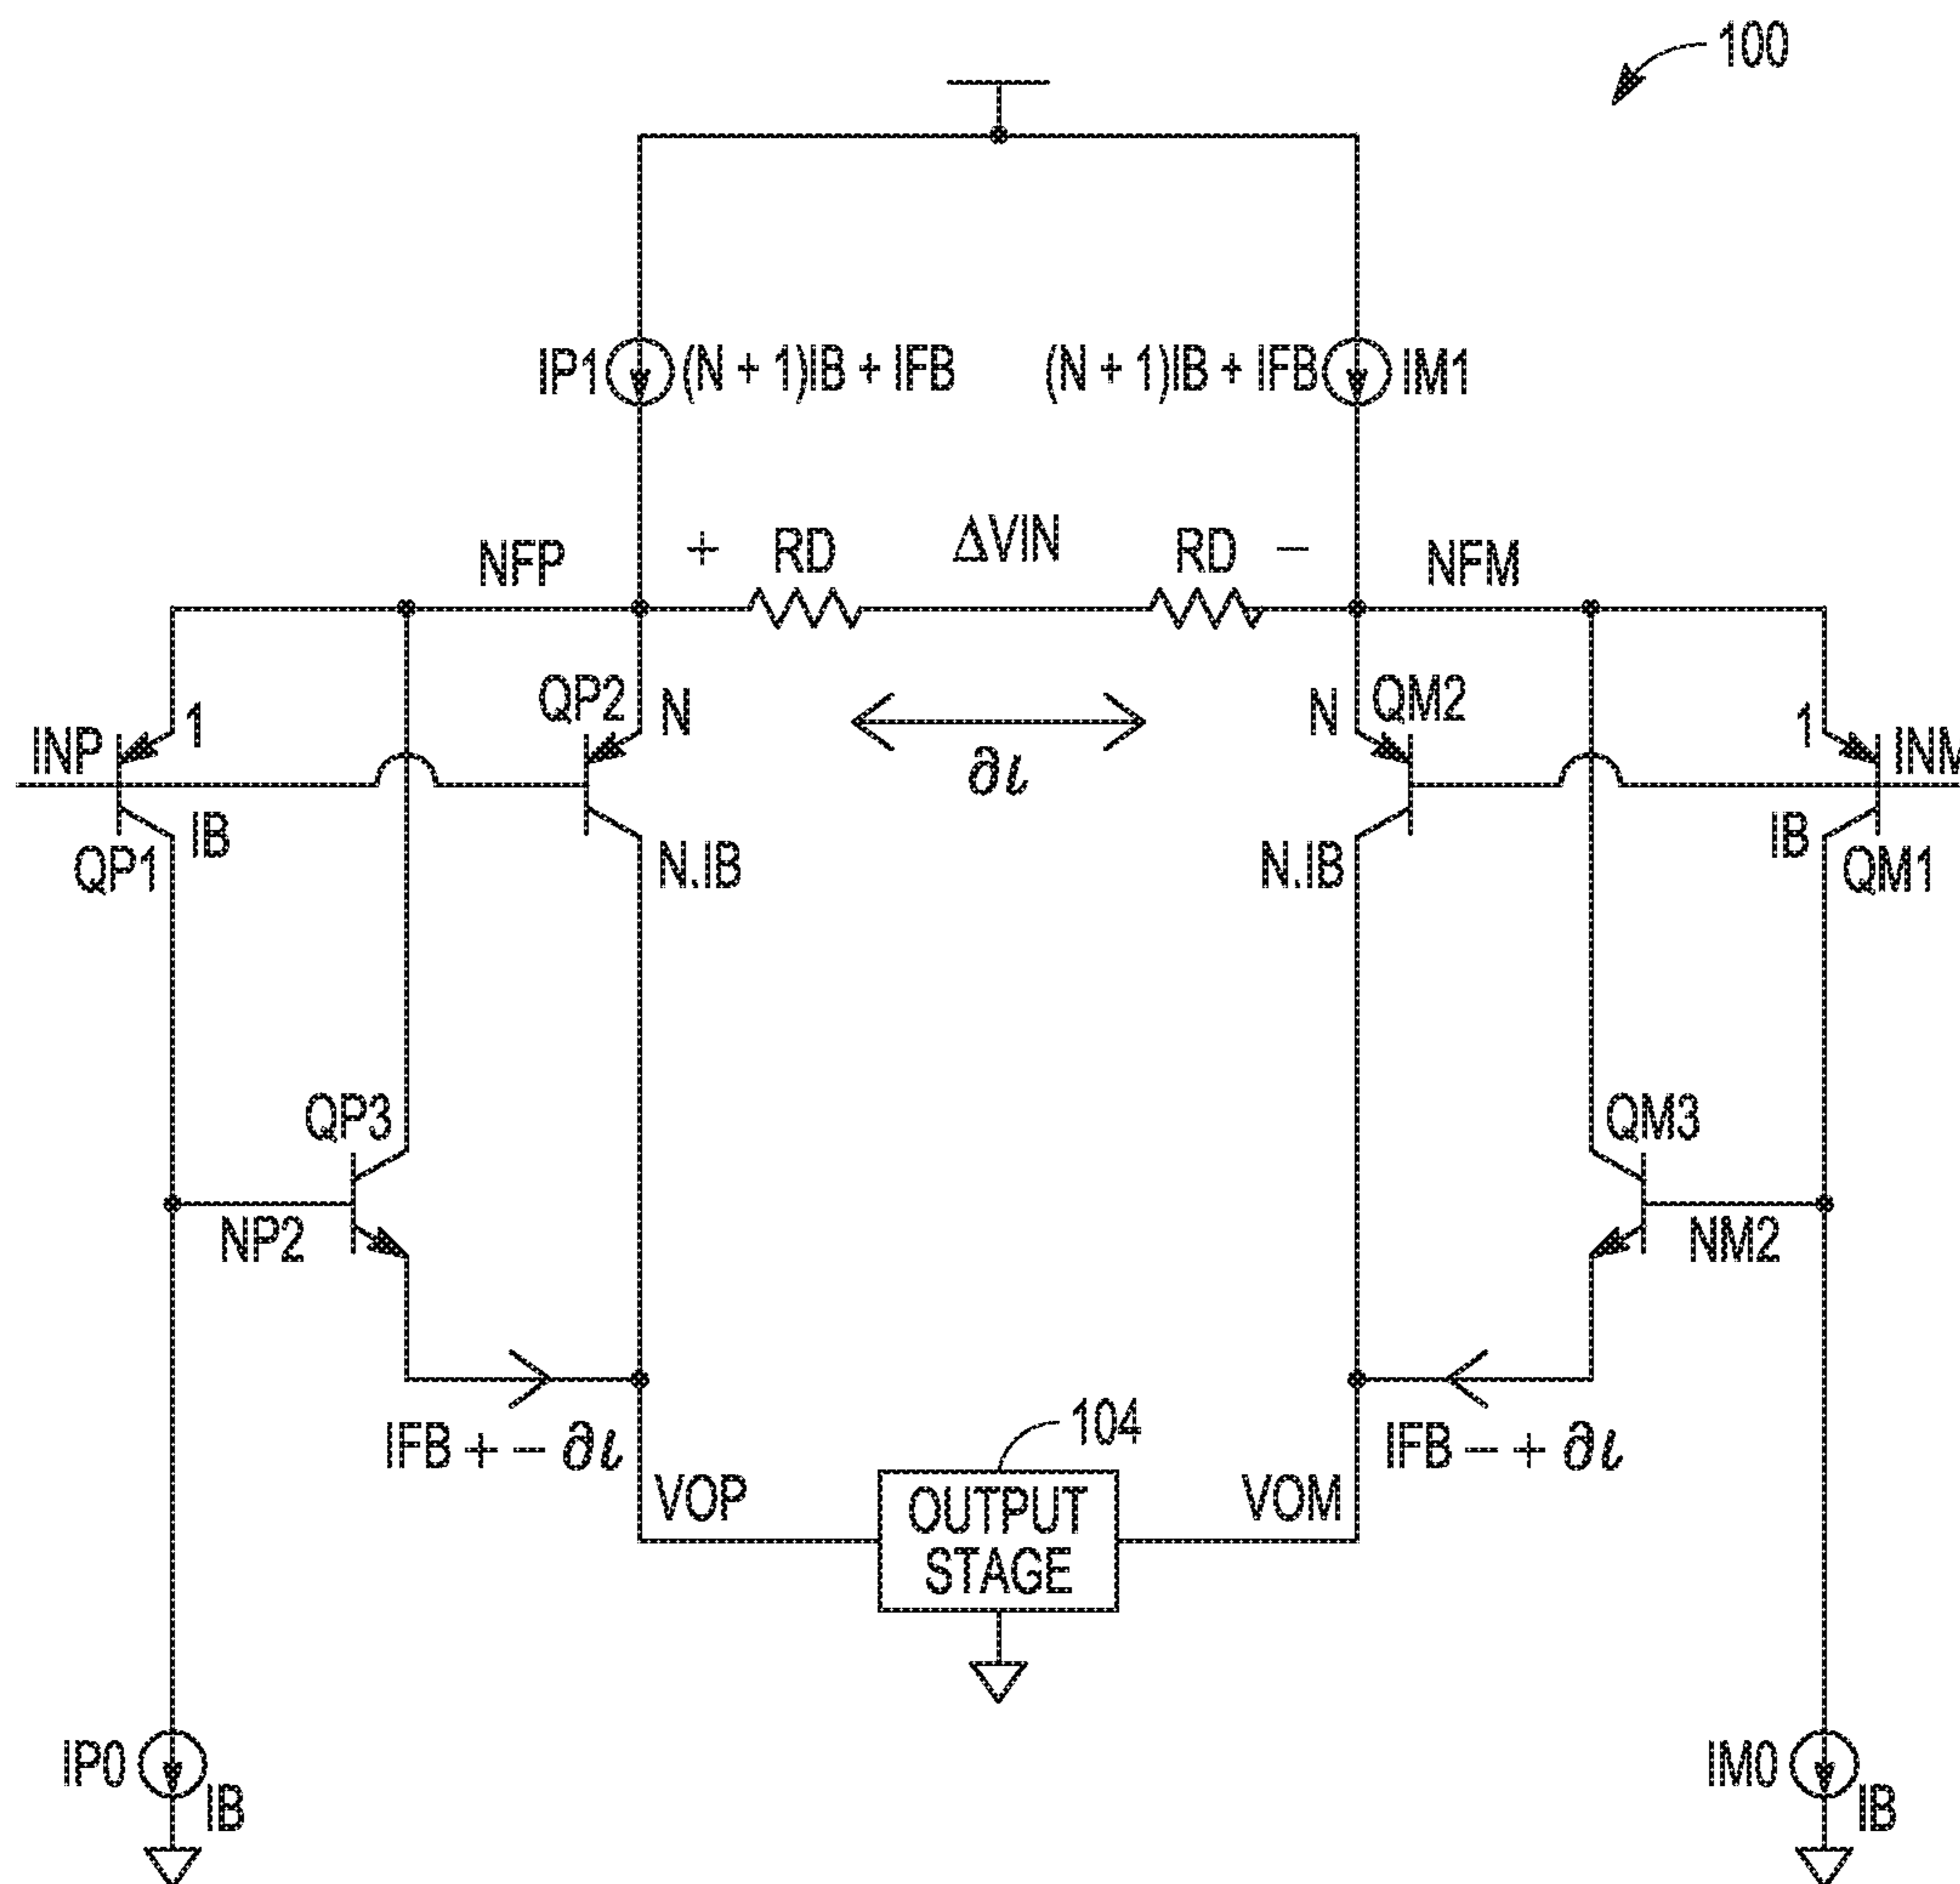 100
IP1 (N + 1)IB + IFB (N + 1)IB + IFB IM1
NFP + RD ΔVIN RD − NFM
1 QP2 N N QM2 1
INP ∂ι INM
IB IB
QP1 N.IB N.IB QM1
QP3 QM3
NP2 NM2
IFB + − ∂ι 104 IFB − + ∂ι
VOP OUTPUT STAGE VOM
IP0 IM0
IB IB